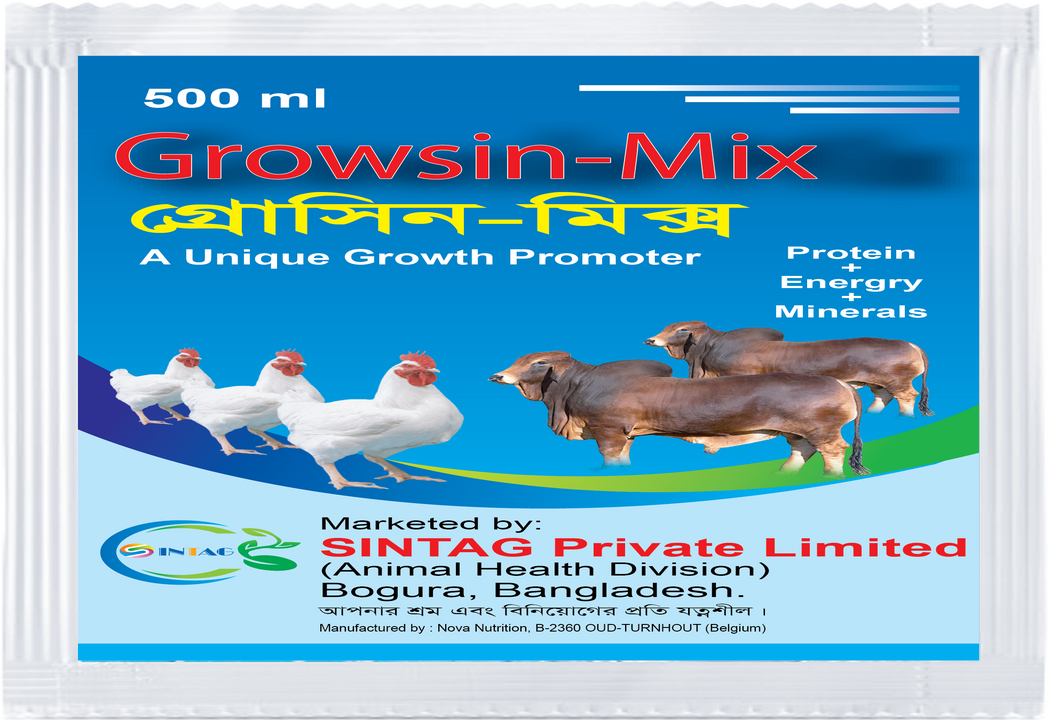 500 ml
Growsin-Mix
গ্রোসিন-মিক্স
A Unique Growth Promoter
Protein
+
Energry
+
Minerals
SINTAG
Marketed by:
SINTAG Private Limited
(Animal Health Division)
Bogura, Bangladesh.
আপনার শ্রম এবং বিনিয়োগের প্রতি যত্নশীল।
Manufactured by : Nova Nutrition, B-2360 OUD-TURNHOUT (Belgium)